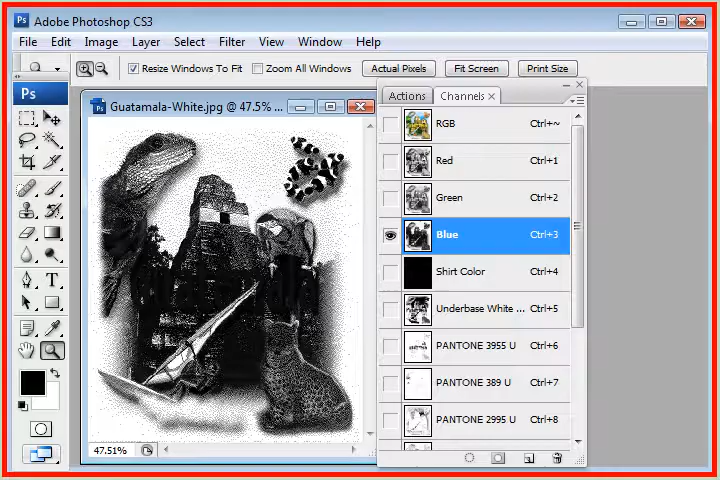 Ps Adobe Photoshop CS3
File Edit Image Layer Select Filter View Window Help
Resize Windows To Fit Zoom All Windows Actual Pixels Fit Screen Print Size
Ps
Guatamala-White.jpg @ 47.5% ...
Actions Channels
RGB Ctrl+~
Red Ctrl+1
Green Ctrl+2
Blue Ctrl+3
Shirt Color Ctrl+4
Underbase White ... Ctrl+5
PANTONE 3955 U Ctrl+6
PANTONE 389 U Ctrl+7
PANTONE 2995 U Ctrl+8
47.51%